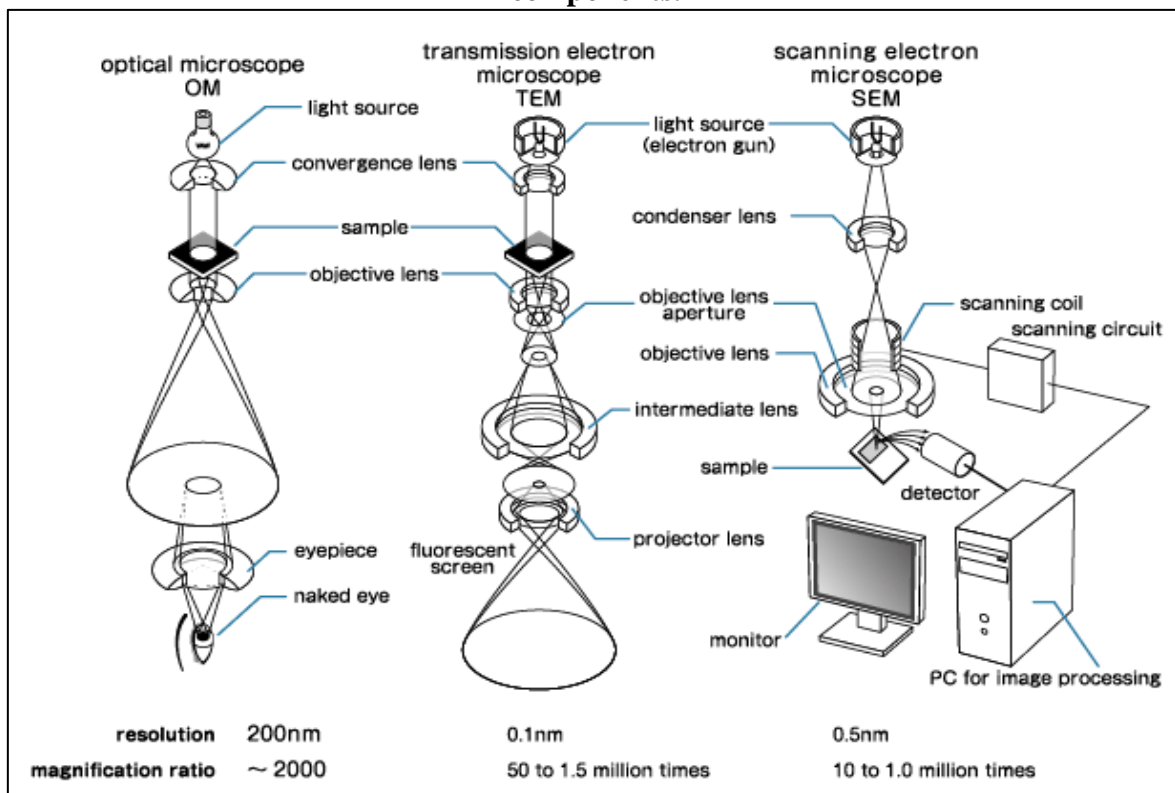 optical microscope
OM
transmission electron
microscope
TEM
scanning electron
microscope
SEM
light source
light source
(electron gun)
convergence lens
condenser lens
sample
objective lens
objective lens
aperture
scanning coil
scanning circuit
objective lens
intermediate lens
sample
detector
eyepiece
fluorescent
screen
projector lens
naked eye
monitor
PC for image processing
resolution 200nm 0.1nm 0.5nm
magnification ratio ~ 2000 50 to 1.5 million times 10 to 1.0 million times